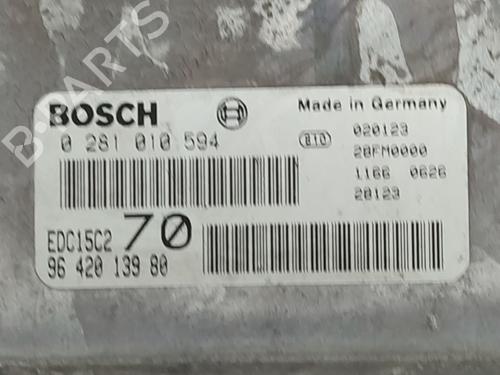 B-PARTS
BOSCH
Made in Germany
0 281 010 594
B10
020123
28FM0000
1166 0626
28123
EDC15C2 70
96 420 139 80